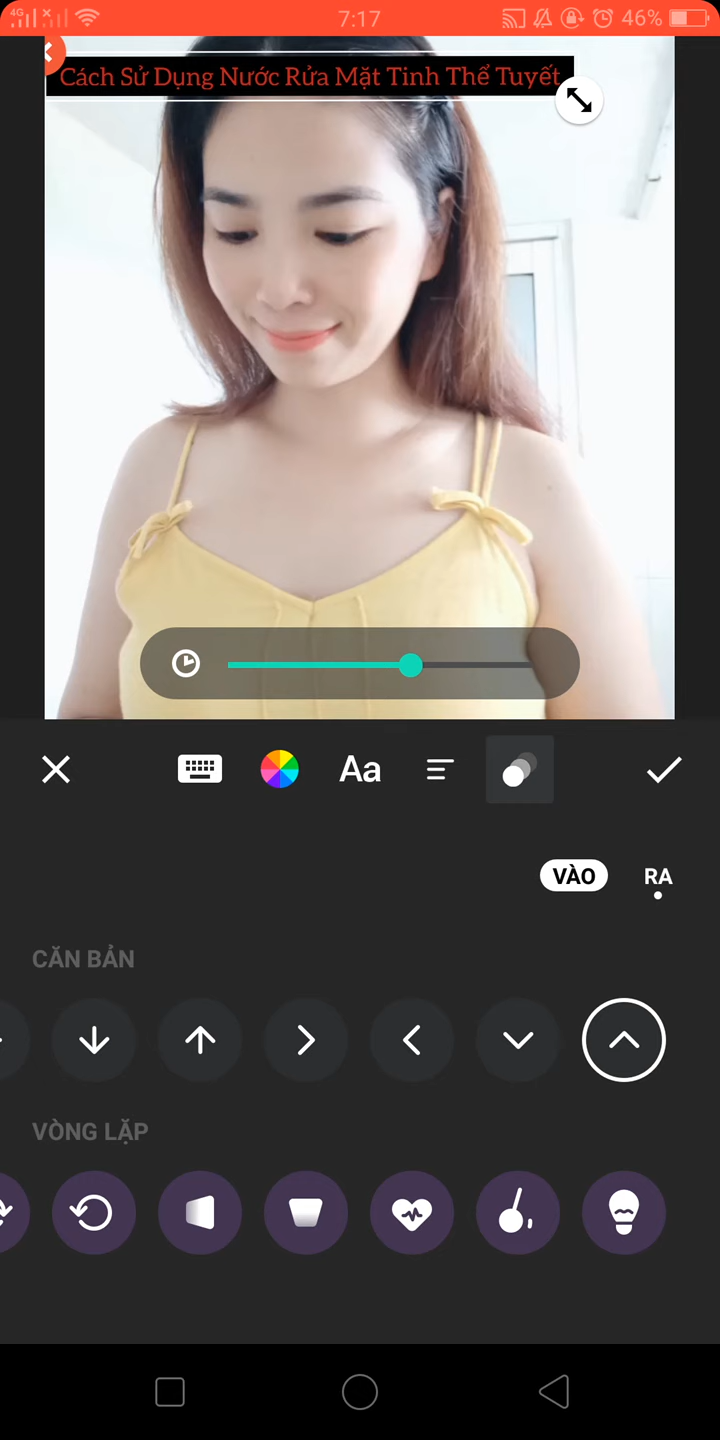 4G 7:17 46%
Cách Sử Dụng Nước Rửa Mặt Tinh Thể Tuyết
Aa
VÀO RA
CĂN BẢN
VÒNG LẶP